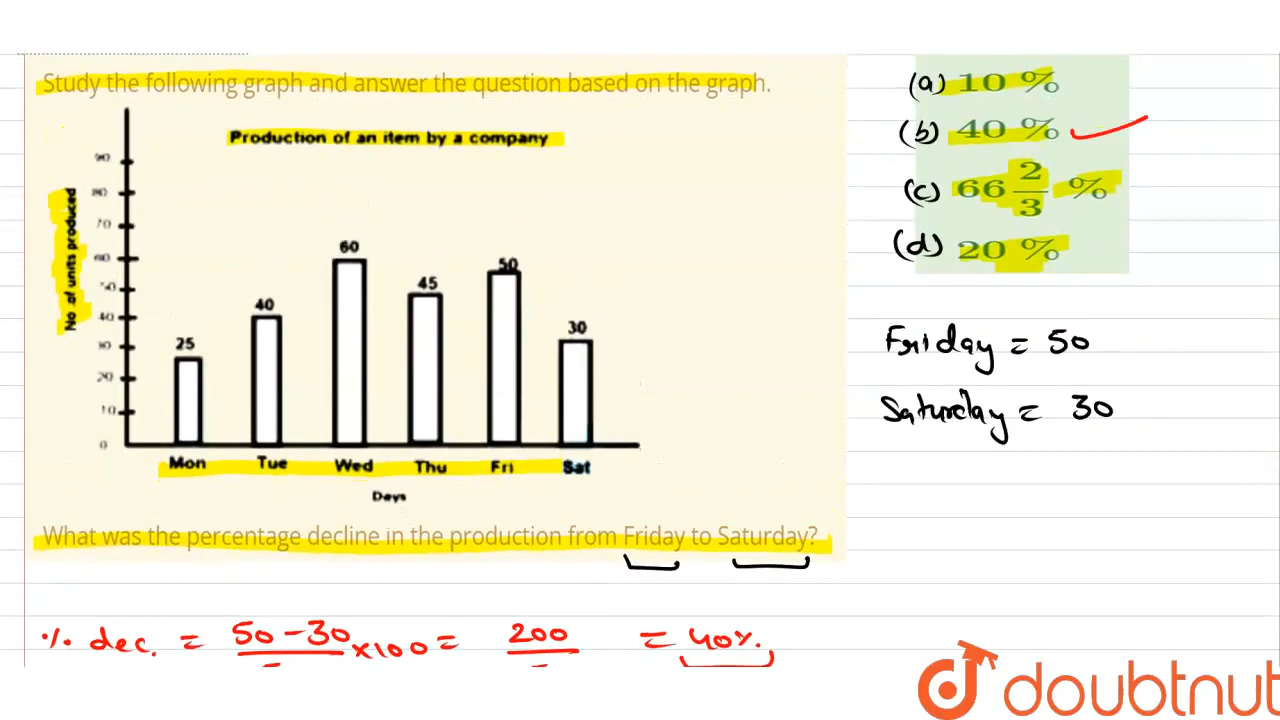 Study the following graph and answer the question based on the graph.
Production of an item by a company
No .of units produced
90
80
70
60
50
40
30
20
10
0
25
40
60
45
50
30
Mon Tue Wed Thu Fri Sat
Days
What was the percentage decline in the production from Friday to Saturday?
(a) 10 %
(b) 40 %
(c) 66 2/3 %
(d) 20 %
Friday = 50
Saturday = 30
% dec. = 50-30 ×100 = 200 = 40%.
doubtnut